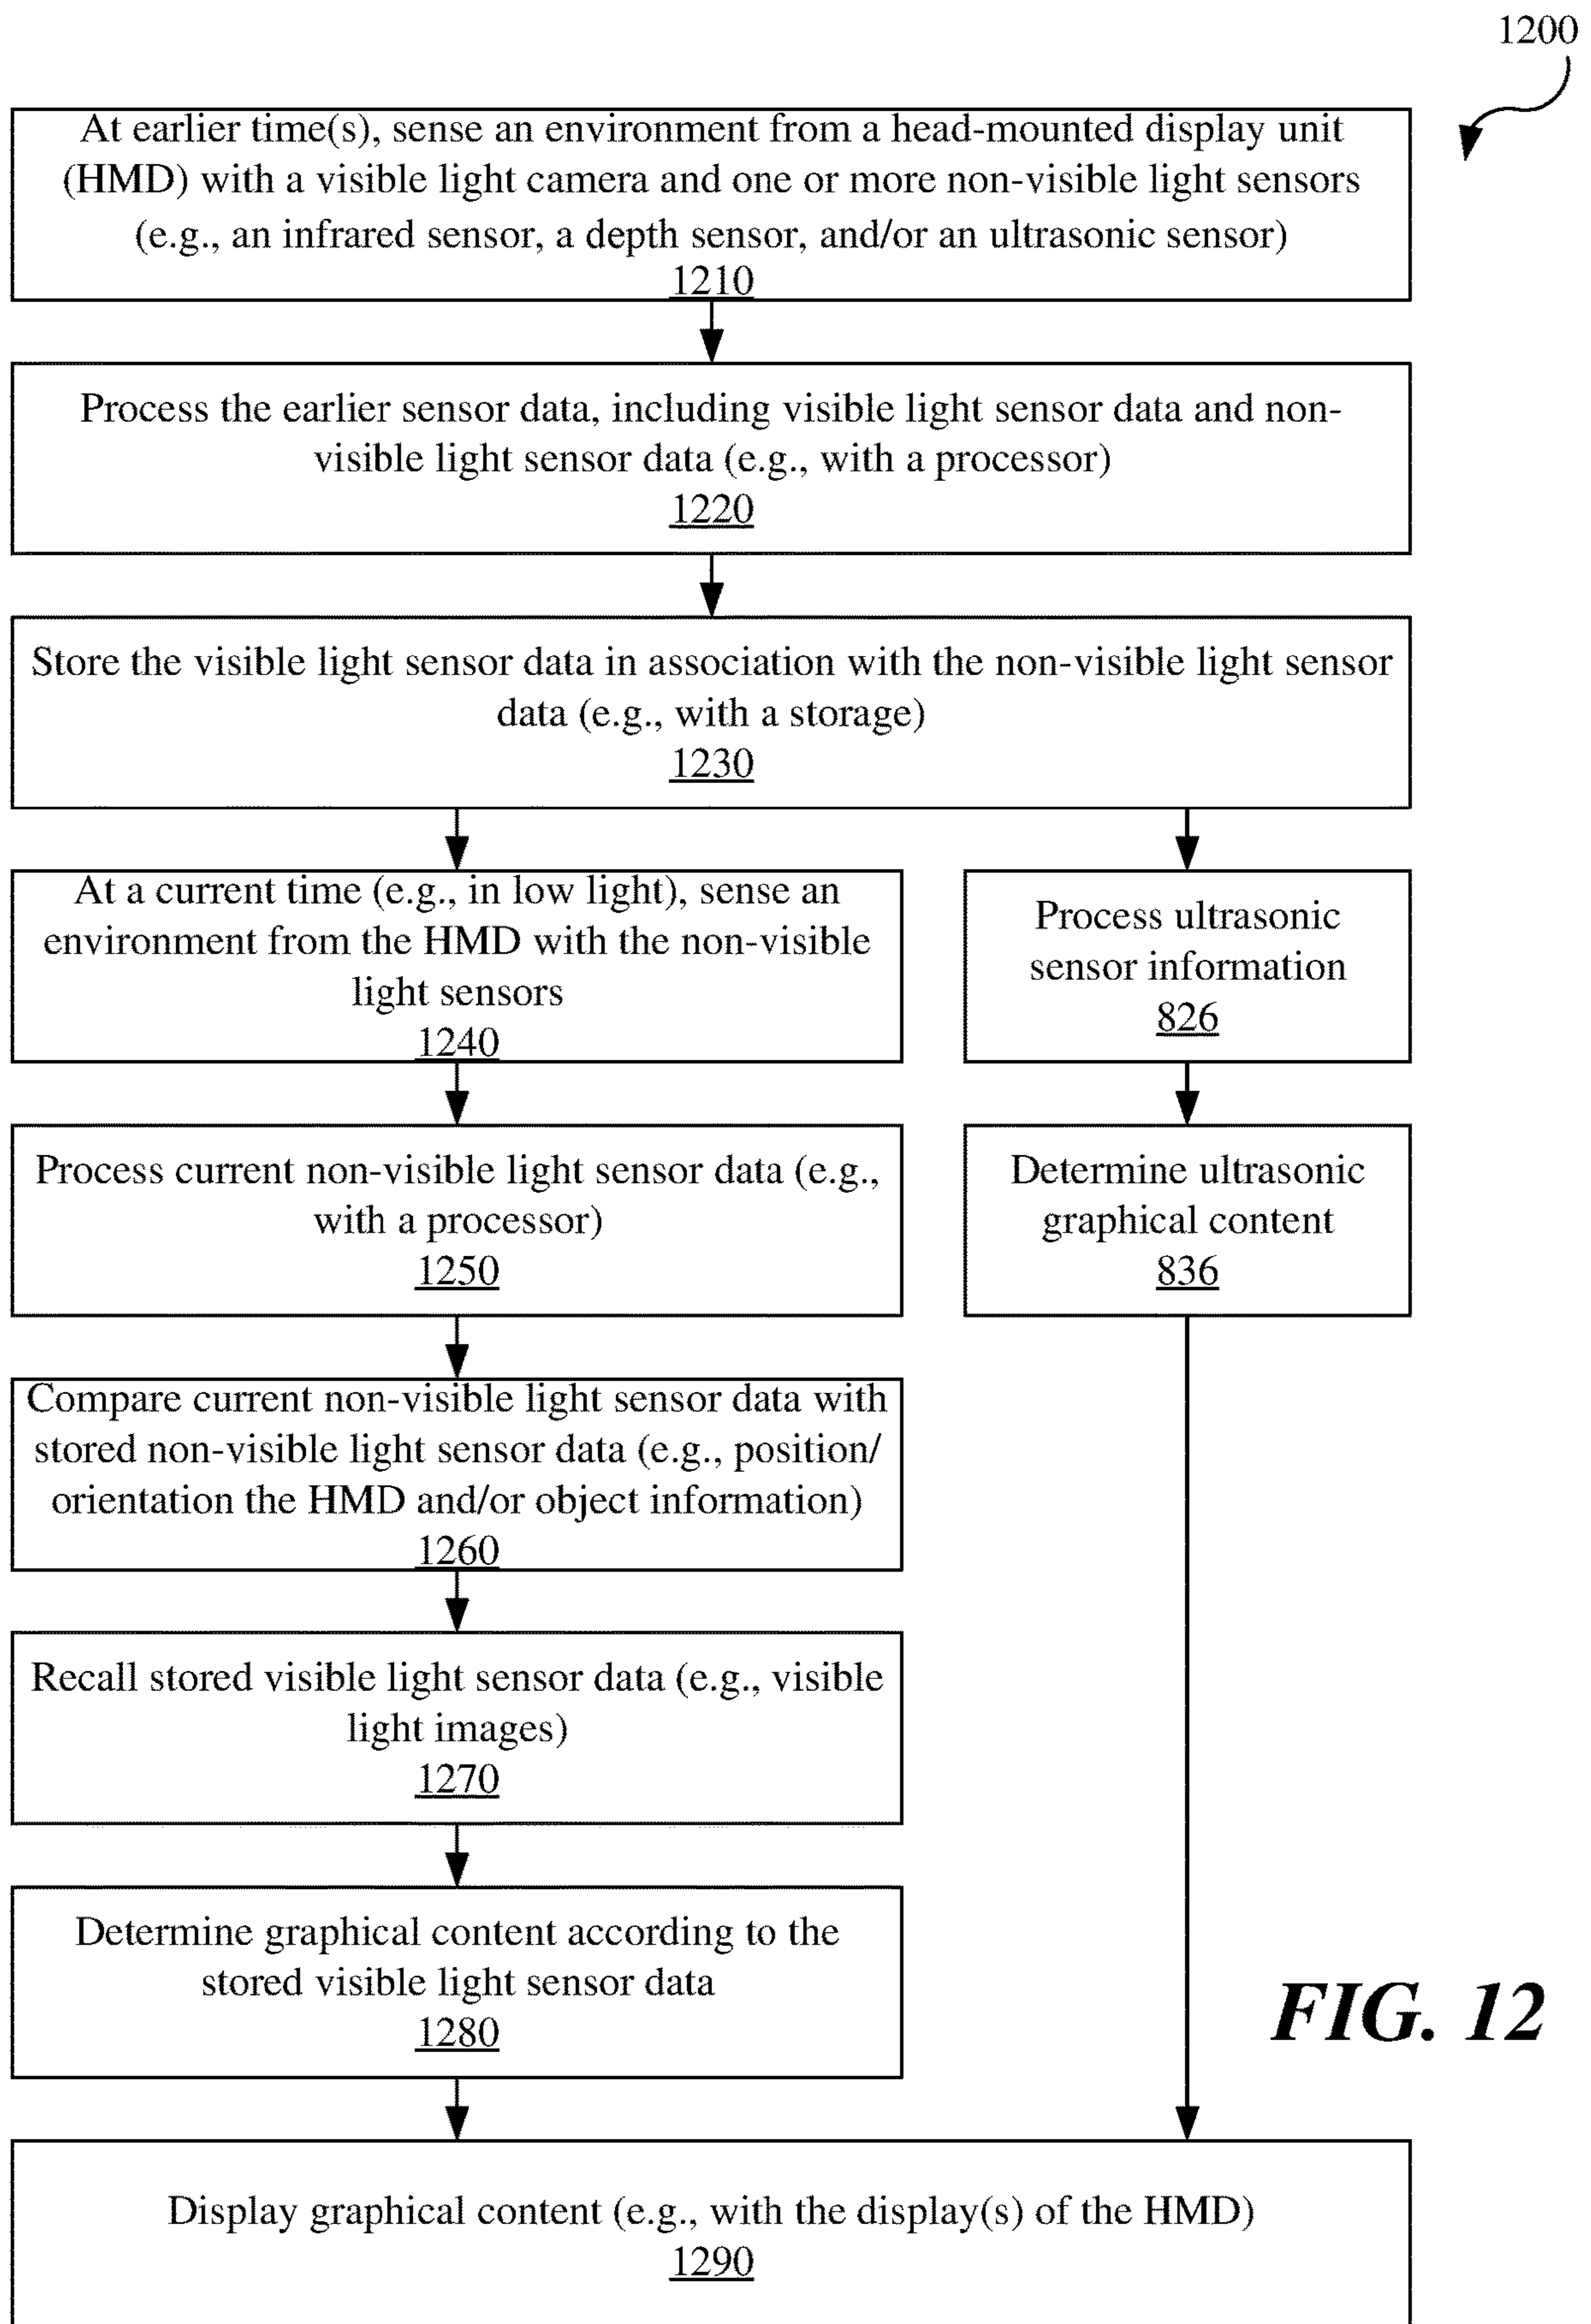 1200
At earlier time(s), sense an environment from a head-mounted display unit
(HMD) with a visible light camera and one or more non-visible light sensors
(e.g., an infrared sensor, a depth sensor, and/or an ultrasonic sensor)
1210
Process the earlier sensor data, including visible light sensor data and non-
visible light sensor data (e.g., with a processor)
1220
Store the visible light sensor data in association with the non-visible light sensor
data (e.g., with a storage)
1230
At a current time (e.g., in low light), sense an
environment from the HMD with the non-visible
light sensors
1240
Process ultrasonic
sensor information
826
Process current non-visible light sensor data (e.g.,
with a processor)
1250
Determine ultrasonic
graphical content
836
Compare current non-visible light sensor data with
stored non-visible light sensor data (e.g., position/
orientation the HMD and/or object information)
1260
Recall stored visible light sensor data (e.g., visible
light images)
1270
Determine graphical content according to the
stored visible light sensor data
1280
FIG. 12
Display graphical content (e.g., with the display(s) of the HMD)
1290